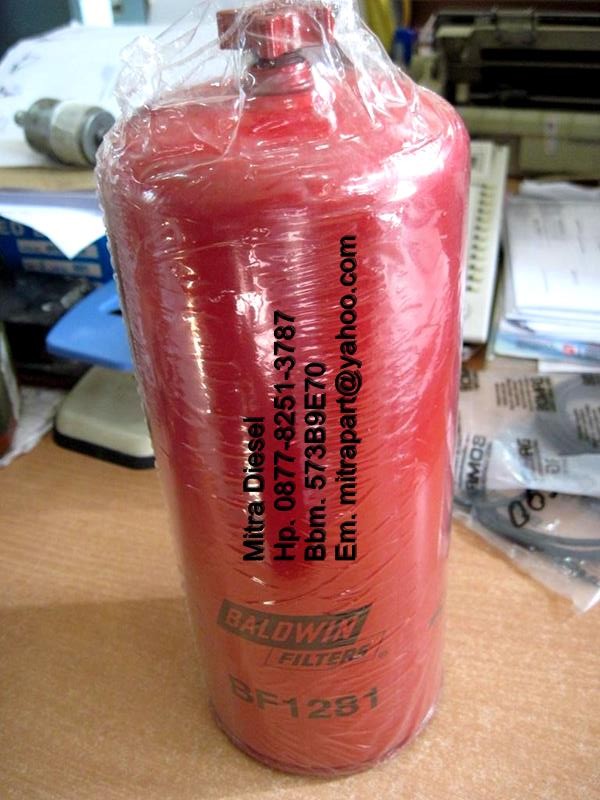 Mitra Diesel
Hp. 0877-8251-3787
Bbm. 573B9E70
Em. mitrapart@yahoo.com
BALDWIN
FILTERS®
BF1281